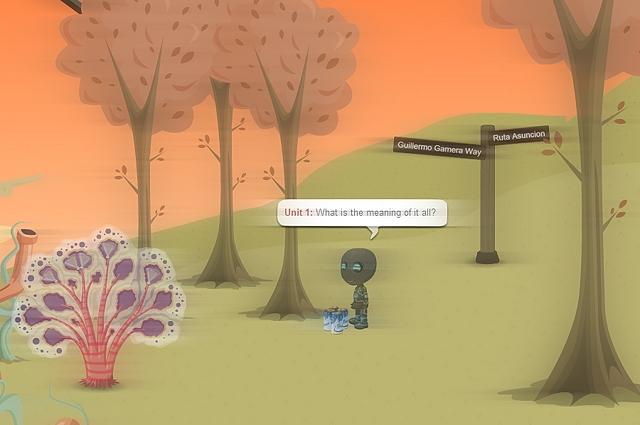 Ruta Asuncion
Guillermo Gamera Way
Unit 1: What is the meaning of it all?